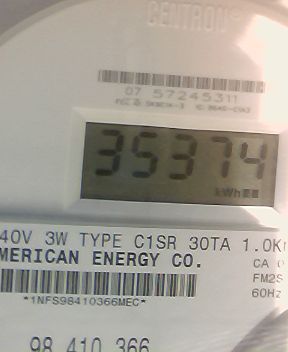 CENTRON®
07 57245311
35374
kWh
40V 3W TYPE C1SR 30TA 1.0K
MERICAN ENERGY CO.
CA 0
FM2S
*1NFS98410366MEC*
60Hz
98 410 366